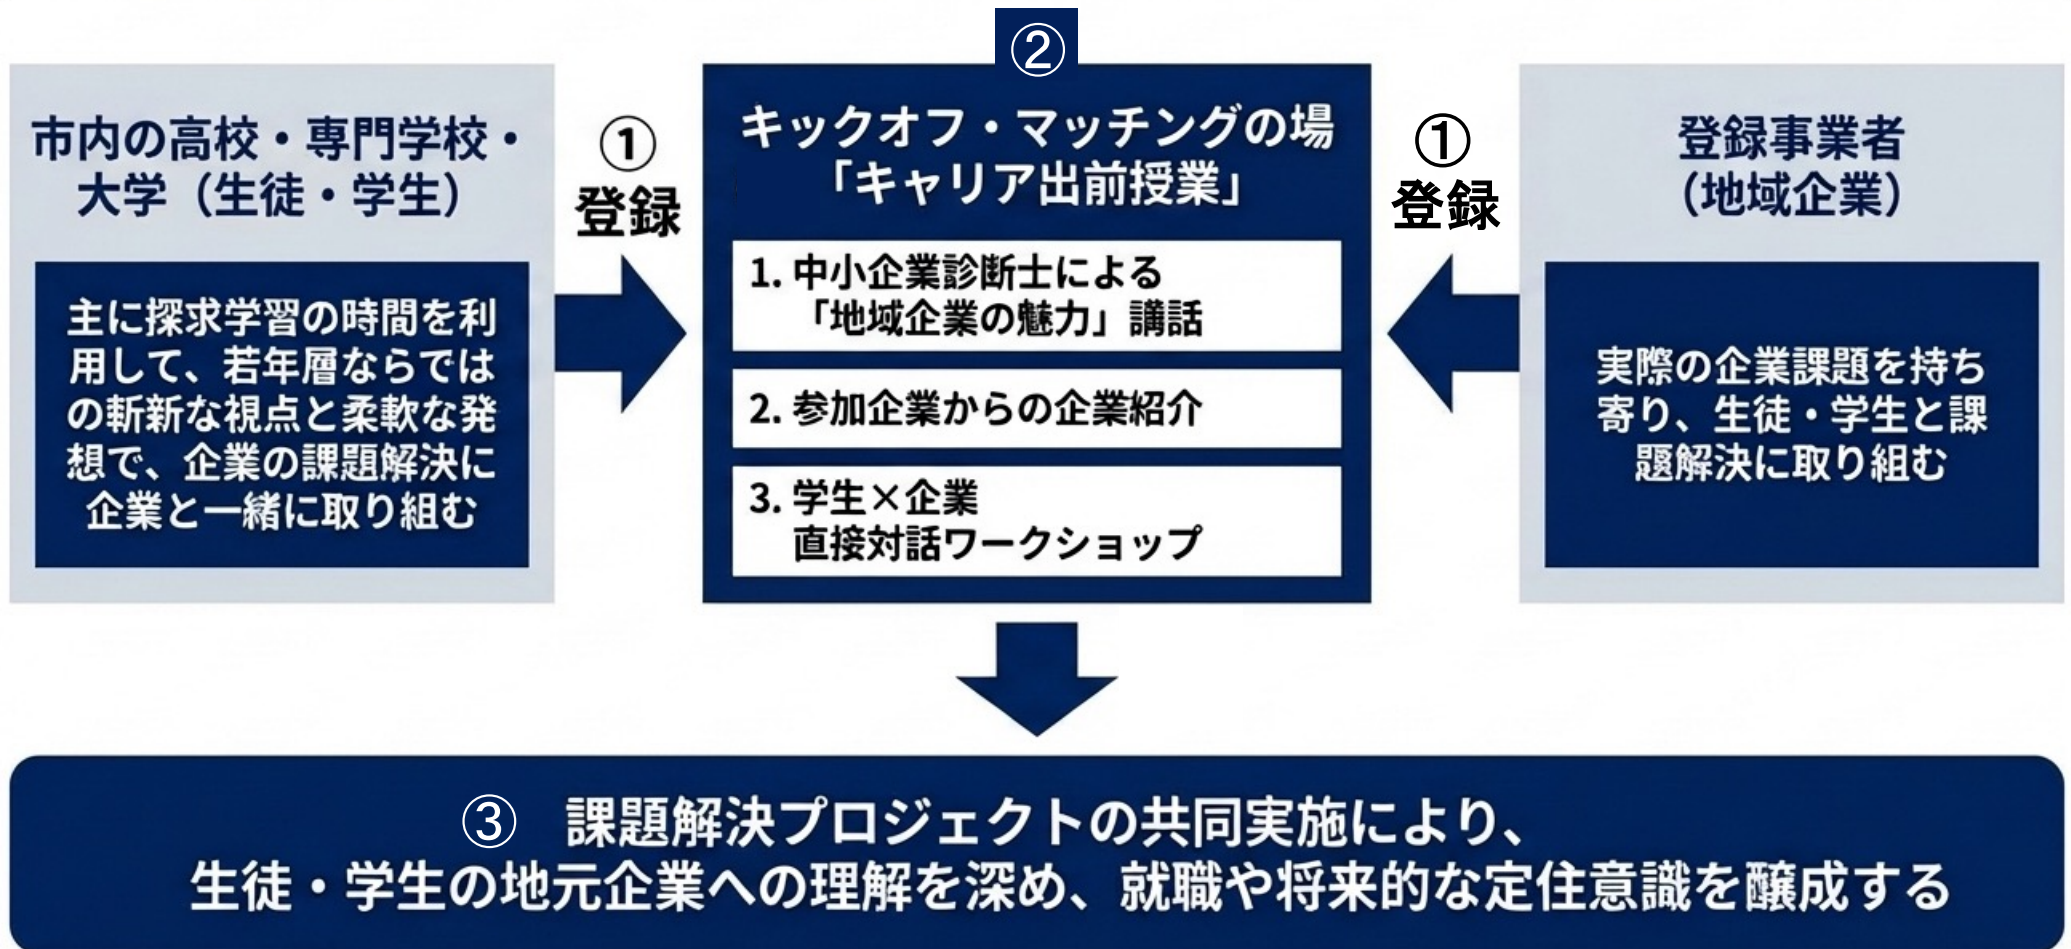 市内の高校・専門学校・
大学（生徒・学生）
主に探求学習の時間を利
用して、若年層ならでは
の斬新な視点と柔軟な発
想で、企業の課題解決に
企業と一緒に取り組む
①
登録
②
キックオフ・マッチングの場
「キャリア出前授業」
1. 中小企業診断士による
「地域企業の魅力」講話
2. 参加企業からの企業紹介
3. 学生×企業
直接対話ワークショップ
①
登録
登録事業者
（地域企業）
実際の企業課題を持ち
寄り、生徒・学生と課
題解決に取り組む
③ 課題解決プロジェクトの共同実施により、
生徒・学生の地元企業への理解を深め、就職や将来的な定住意識を醸成する